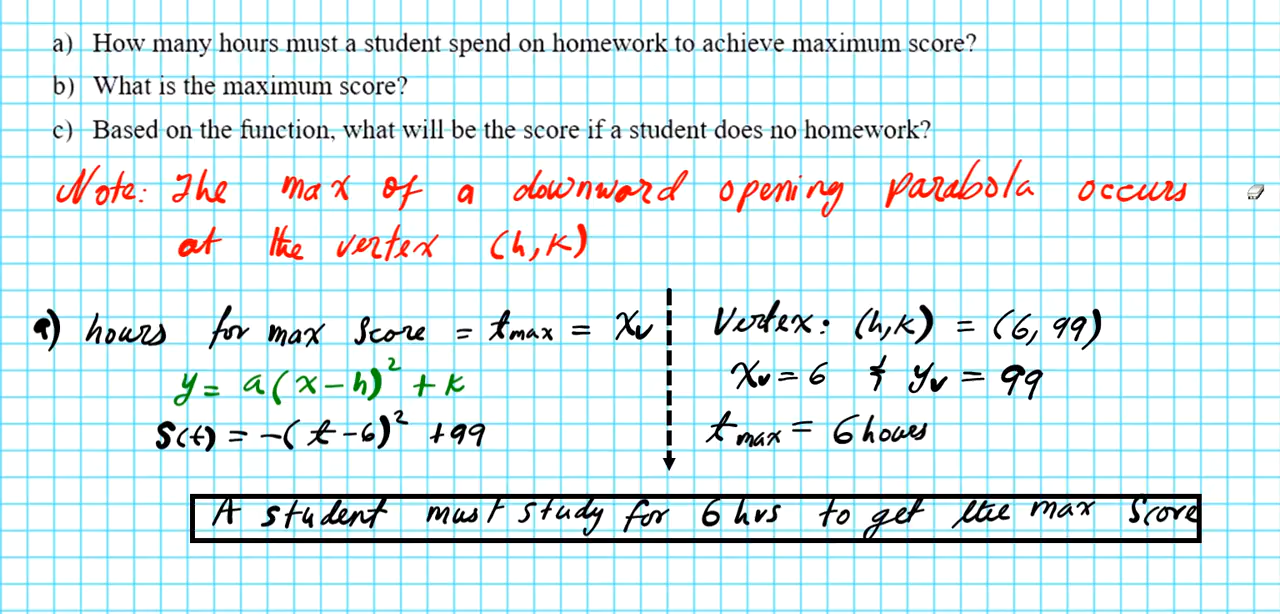 a) How many hours must a student spend on homework to achieve maximum score?
b) What is the maximum score?
c) Based on the function, what will be the score if a student does no homework?
Note: The max of a downward opening parabola occurs
at the vertex (h,k)
a) hours for max Score = tmax = xv
y = a(x-h)² + k
S(t) = -(t-6)² +99
Vertex: (h,k) = (6, 99)
xv = 6 & yv = 99
tmax = 6 hours
A student must study for 6 hrs to get the max Score